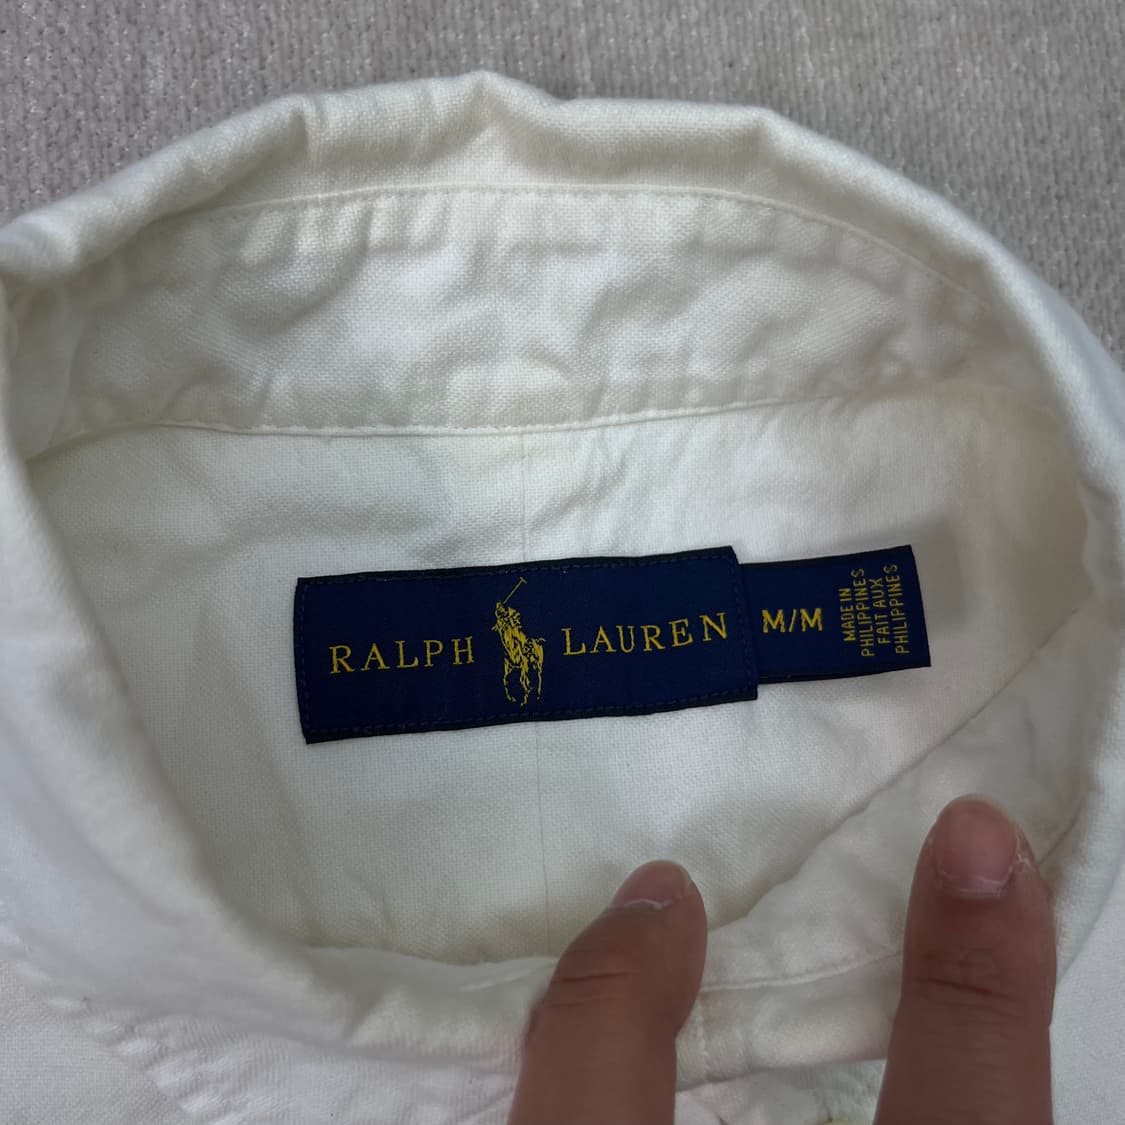 RALPH LAUREN
M/M
MADE IN
PHILIPPINES
FAIT AUX
PHILIPPINES